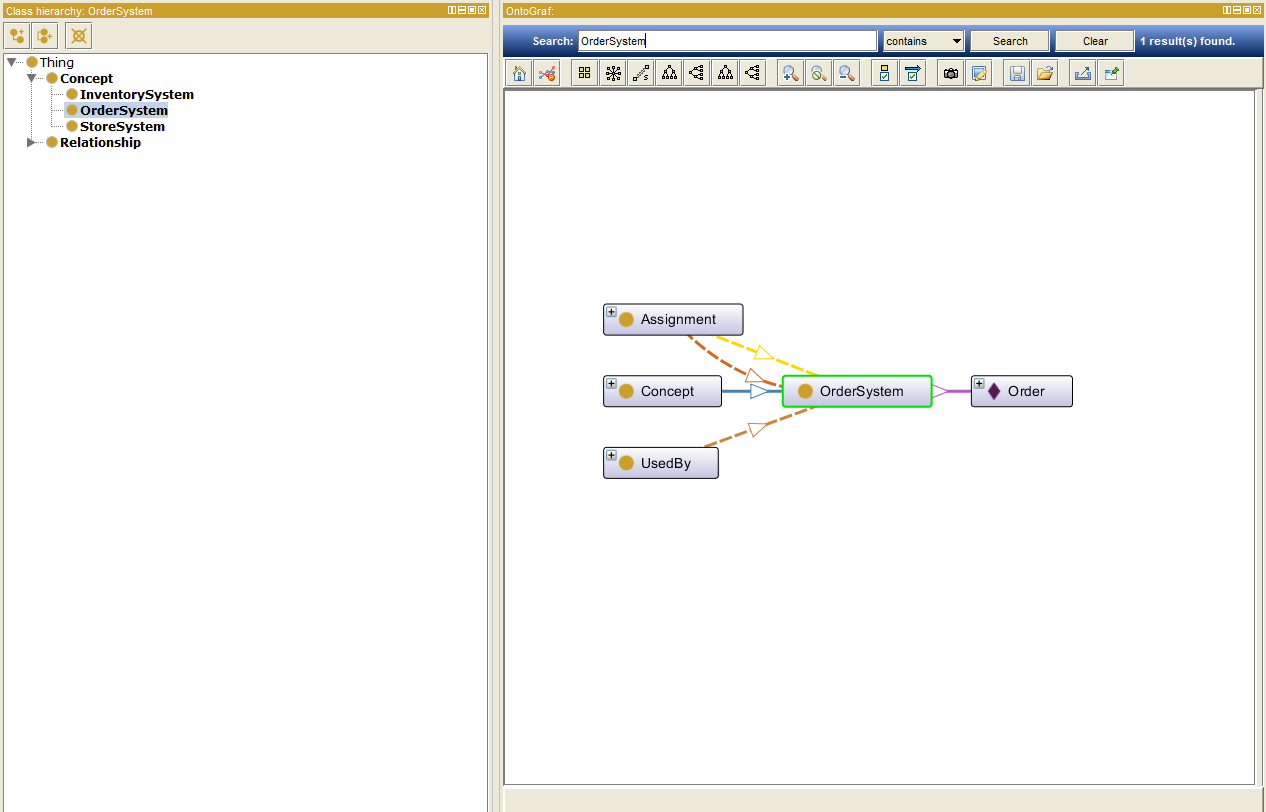 Class hierarchy: OrderSystem
Thing
Concept
InventorySystem
OrderSystem
StoreSystem
Relationship
OntoGraf:
Search: OrderSystem contains Search Clear 1 result(s) found.
Assignment
Concept OrderSystem Order
UsedBy